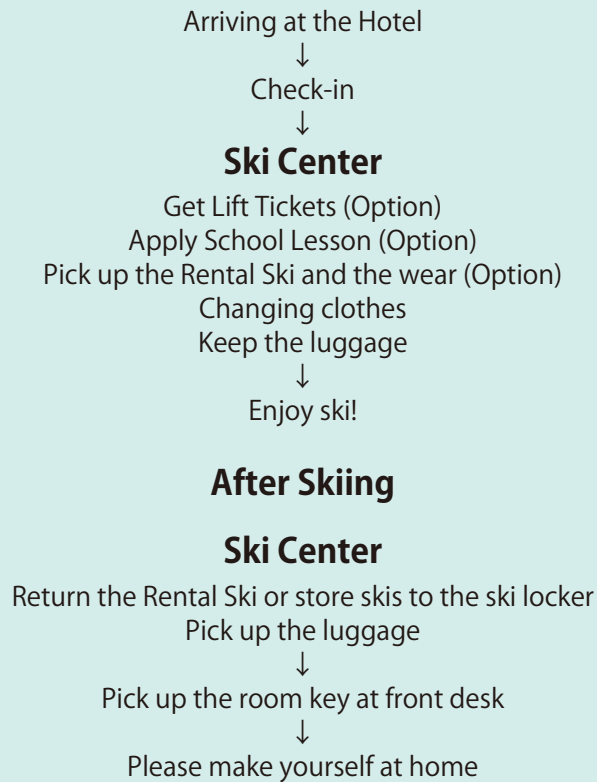 Arriving at the Hotel
↓
Check-in
↓
Ski Center
Get Lift Tickets (Option)
Apply School Lesson (Option)
Pick up the Rental Ski and the wear (Option)
Changing clothes
Keep the luggage
↓
Enjoy ski!
After Skiing
Ski Center
Return the Rental Ski or store skis to the ski locker
Pick up the luggage
↓
Pick up the room key at front desk
↓
Please make yourself at home